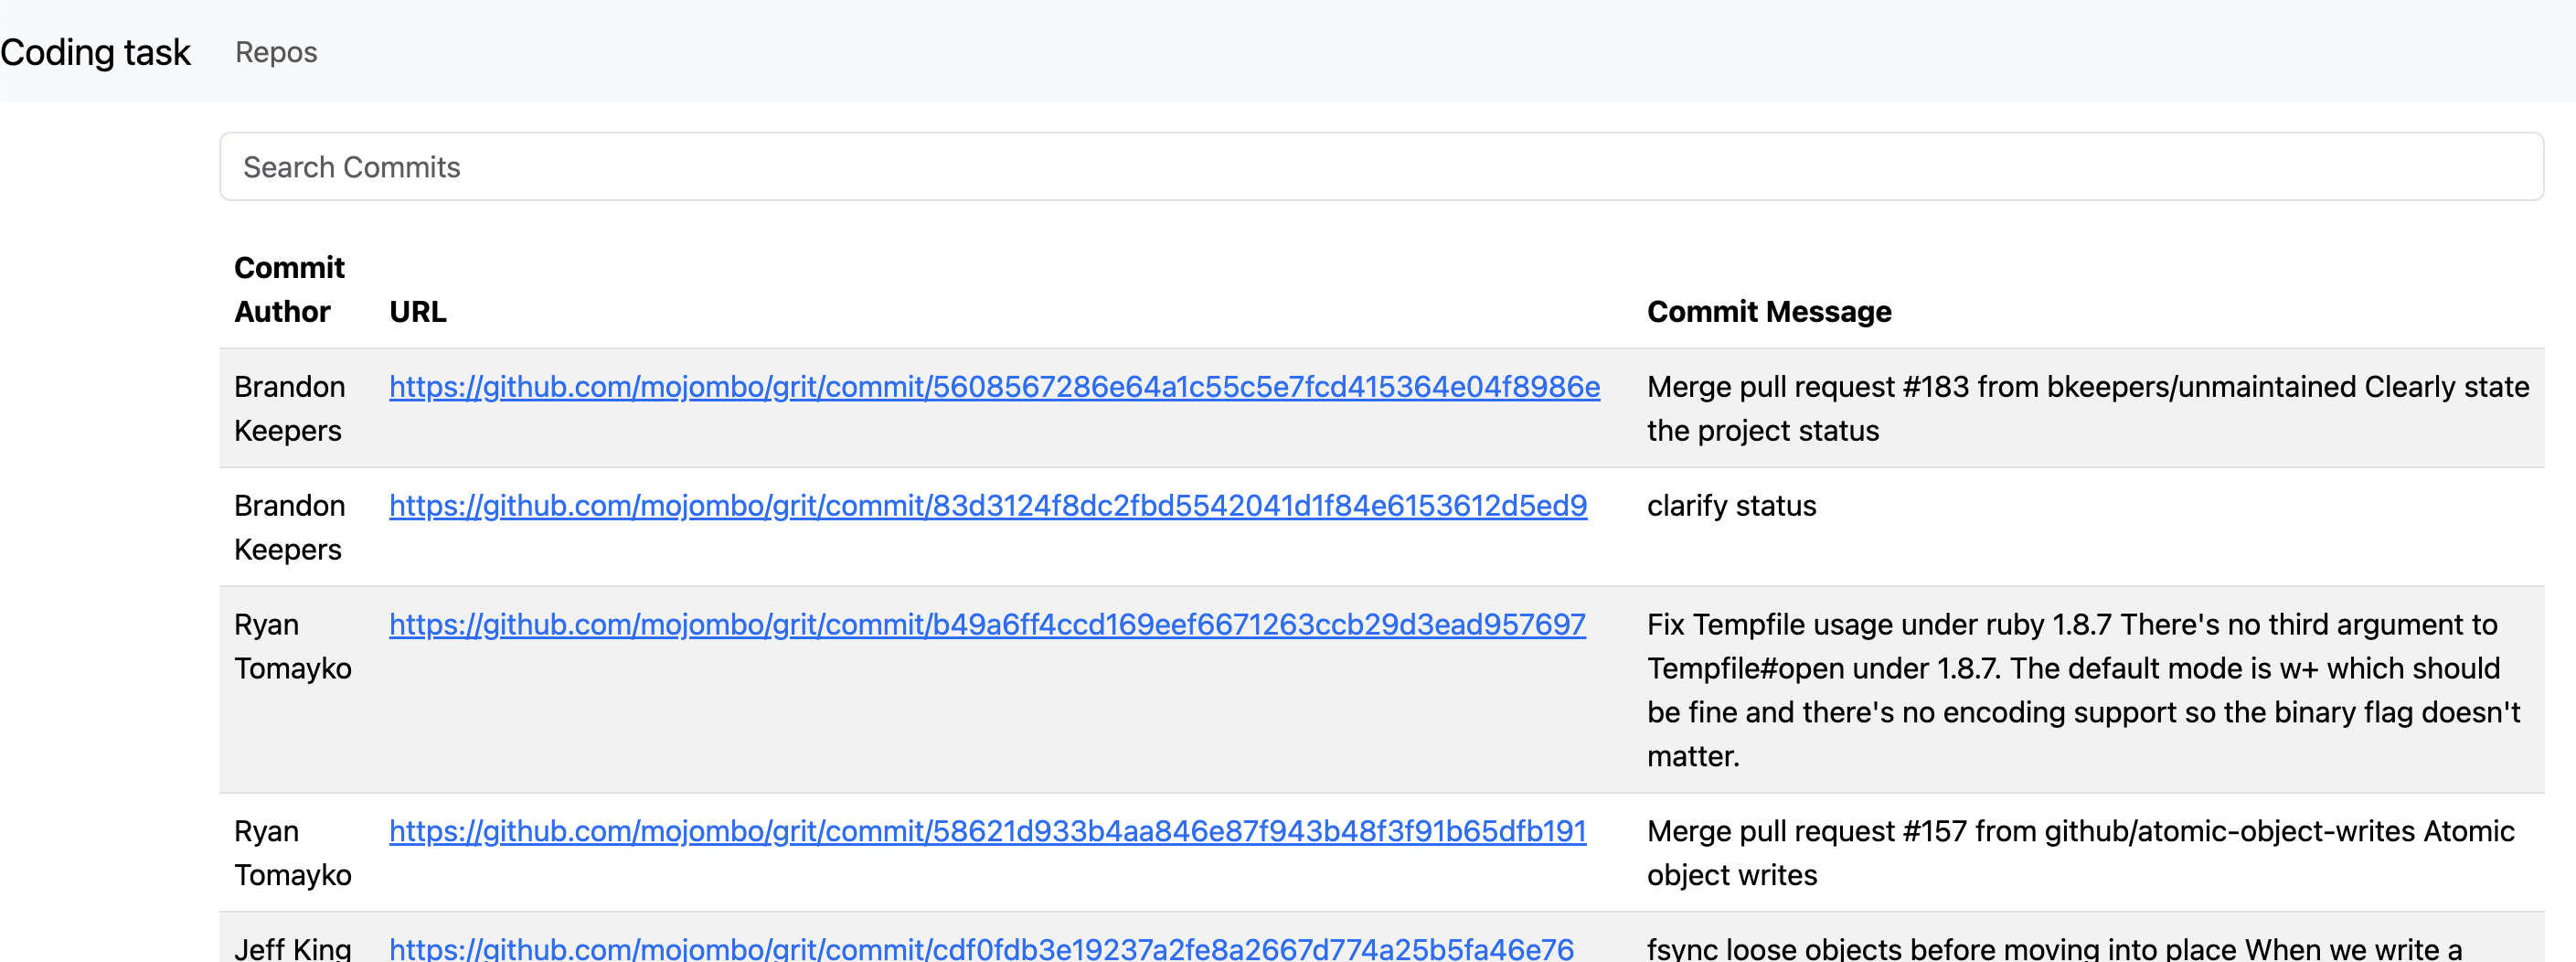 Coding task Repos
Search Commits
Commit
Author URL Commit Message
Brandon https://github.com/mojombo/grit/commit/5608567286e64a1c55c5e7fcd415364e04f8986e Merge pull request #183 from bkeepers/unmaintained Clearly state
Keepers the project status
Brandon https://github.com/mojombo/grit/commit/83d3124f8dc2fbd5542041d1f84e6153612d5ed9 clarify status
Keepers
Ryan https://github.com/mojombo/grit/commit/b49a6ff4ccd169eef6671263ccb29d3ead957697 Fix Tempfile usage under ruby 1.8.7 There's no third argument to
Tomayko Tempfile#open under 1.8.7. The default mode is w+ which should
be fine and there's no encoding support so the binary flag doesn't
matter.
Ryan https://github.com/mojombo/grit/commit/58621d933b4aa846e87f943b48f3f91b65dfb191 Merge pull request #157 from github/atomic-object-writes Atomic
Tomayko object writes
Jeff King https://github.com/mojombo/grit/commit/cdf0fdb3e19237a2fe8a2667d774a25b5fa46e76 fsync loose objects before moving into place When we write a